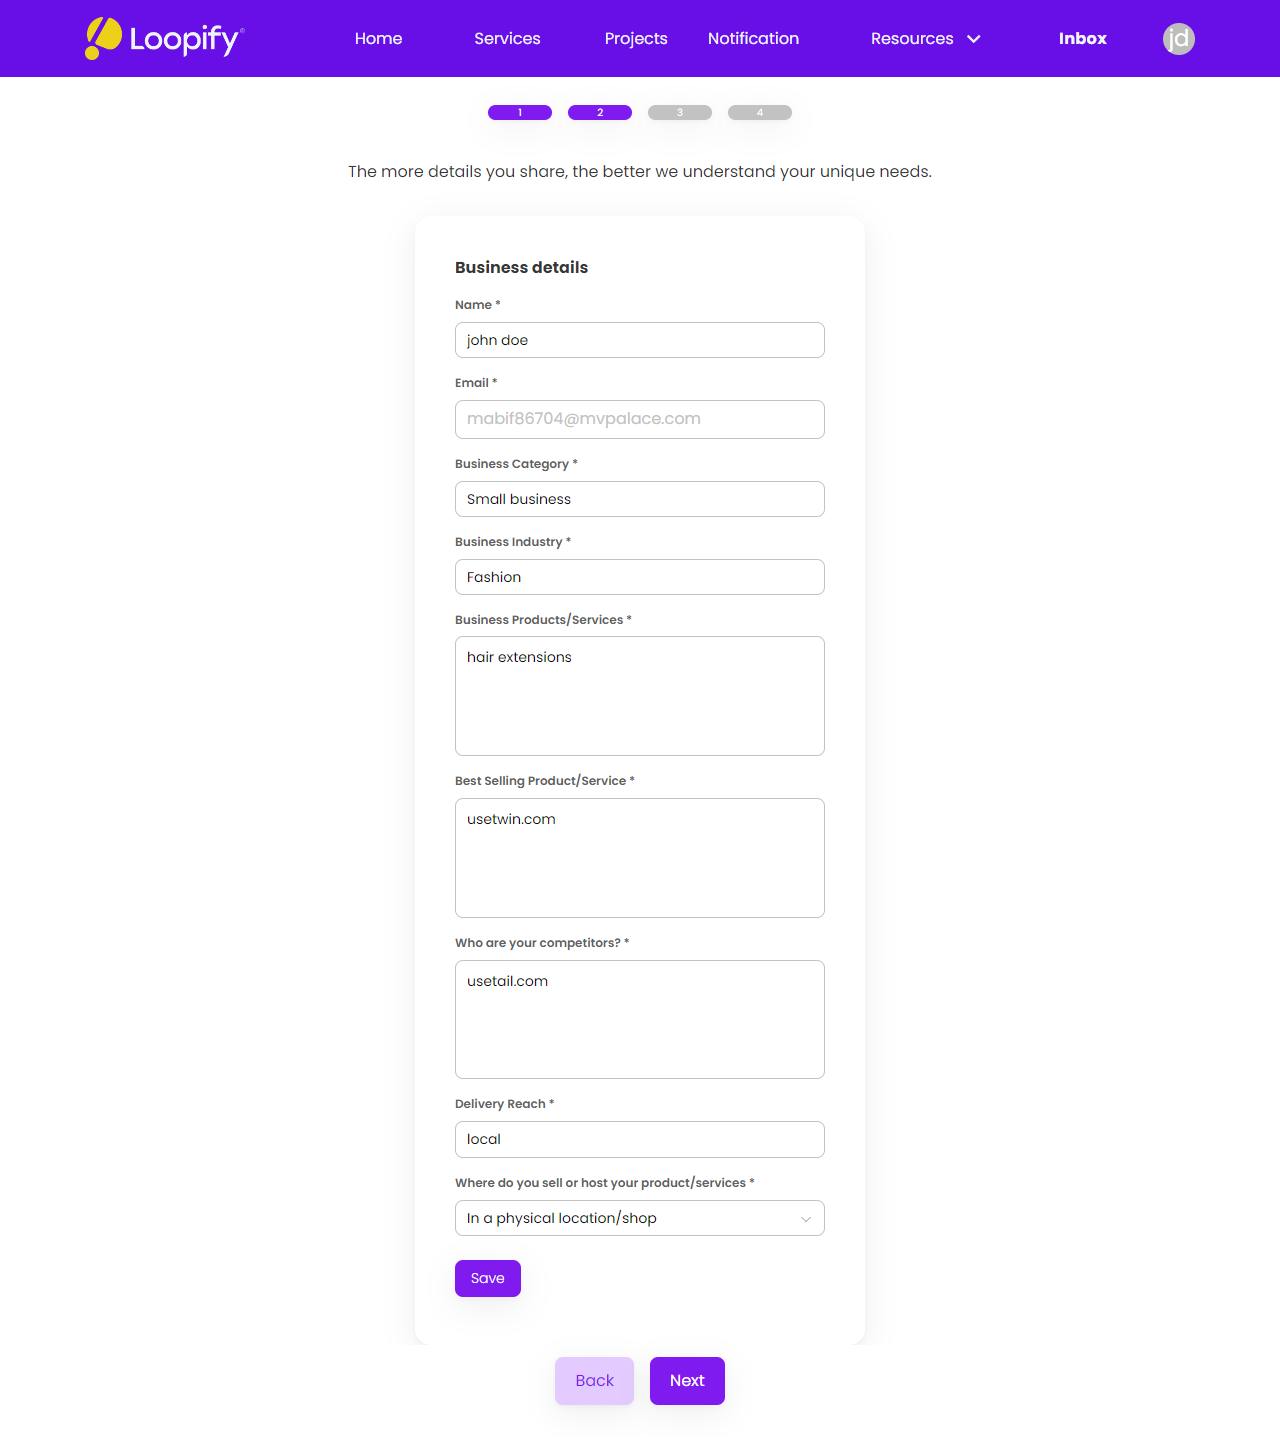 Loopify®
Home Services Projects Notification Resources Inbox jd
1 2 3 4
The more details you share, the better we understand your unique needs.
Business details
Name *
john doe
Email *
mabif86704@mvpalace.com
Business Category *
Small business
Business Industry *
Fashion
Business Products/Services *
hair extensions
Best Selling Product/Service *
usetwin.com
Who are your competitors? *
usetail.com
Delivery Reach *
local
Where do you sell or host your product/services *
In a physical location/shop
Save
Back Next